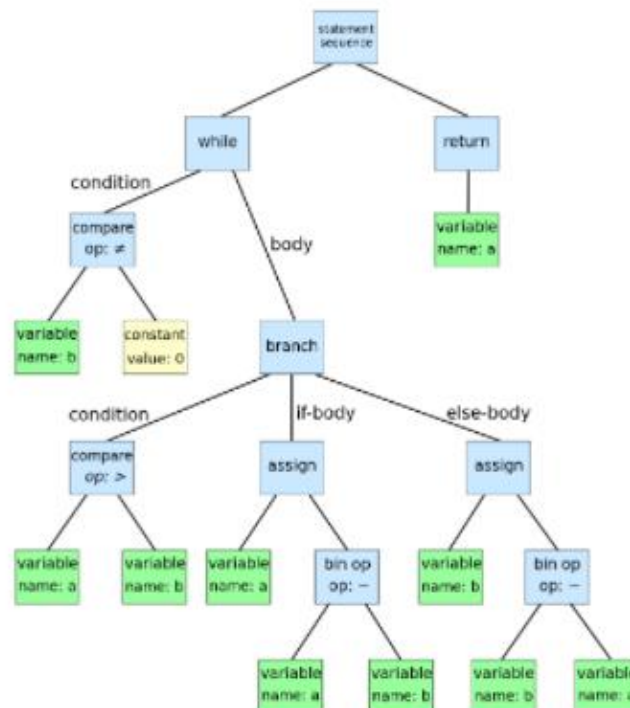 statement
sequence
while
return
condition
compare
op: ≠
body
variable
name: a
variable
name: b
constant
value: 0
branch
condition
if-body
else-body
compare
op: >
assign
assign
variable
name: a
variable
name: b
variable
name: a
bin op
op: −
variable
name: b
bin op
op: −
variable
name: a
variable
name: b
variable
name: b
variable
name: a